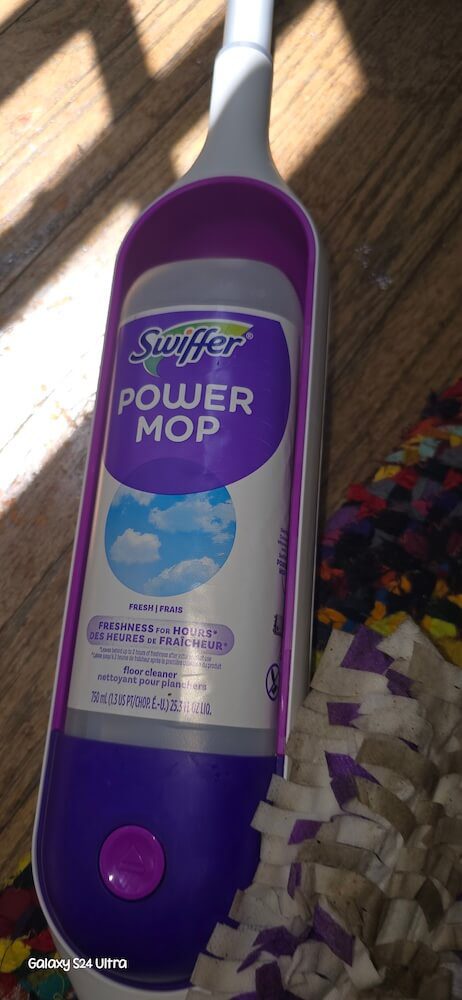 Swiffer®
POWER
MOP
FRESH | FRAIS
FRESHNESS FOR HOURS*
DES HEURES DE FRAÎCHEUR*
floor cleaner
nettoyant pour planchers
750 mL (1.3 US PT/CHOP. É.-U.) 25.3 FL OZ LIQ.
Galaxy S24 Ultra